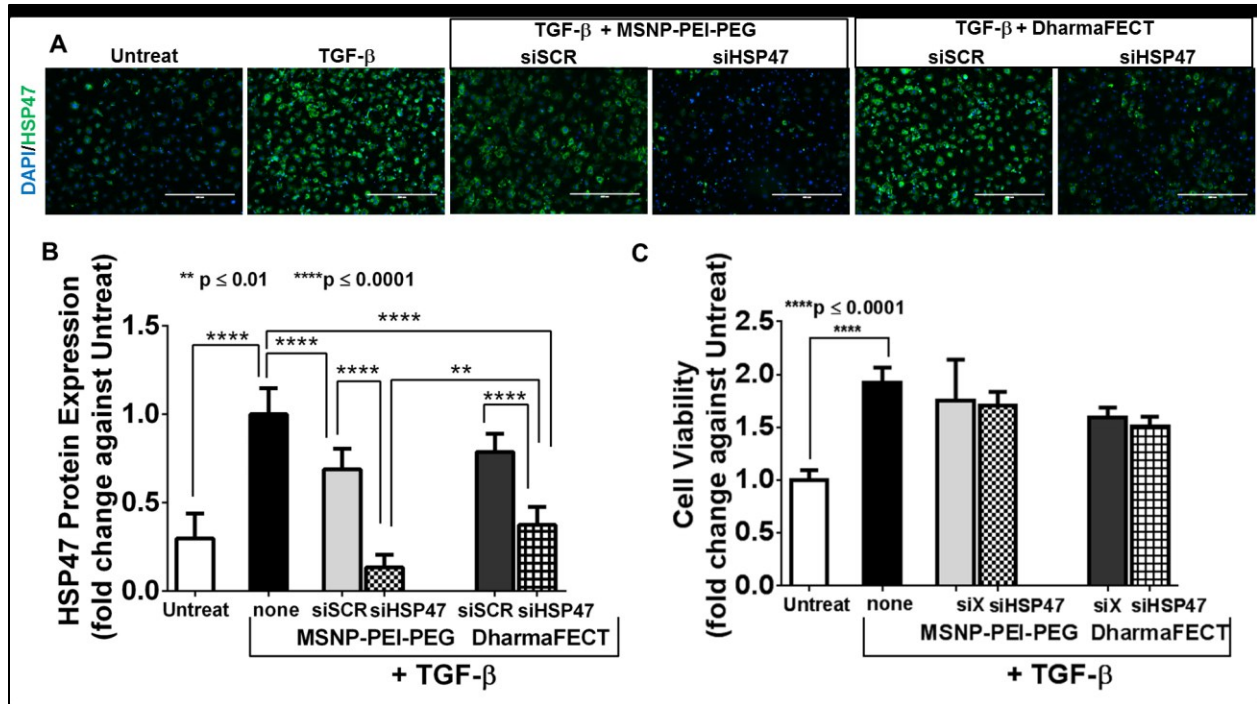 A
Untreat
TGF-β
TGF-β + MSNP-PEI-PEG
siSCR siHSP47
TGF-β + DharmaFECT
siSCR siHSP47
DAPI/HSP47
B
** p ≤ 0.01 ****p ≤ 0.0001
HSP47 Protein Expression
(fold change against Untreat)
1.5
1.0
0.5
0.0
****
****
****
****
**
****
Untreat none siSCR siHSP47 siSCR siHSP47
MSNP-PEI-PEG DharmaFECT
+ TGF-β
C
****p ≤ 0.0001
****
Cell Viability
(fold change against Untreat)
2.5
2.0
1.5
1.0
0.5
0.0
Untreat none siX siHSP47 siX siHSP47
MSNP-PEI-PEG DharmaFECT
+ TGF-β